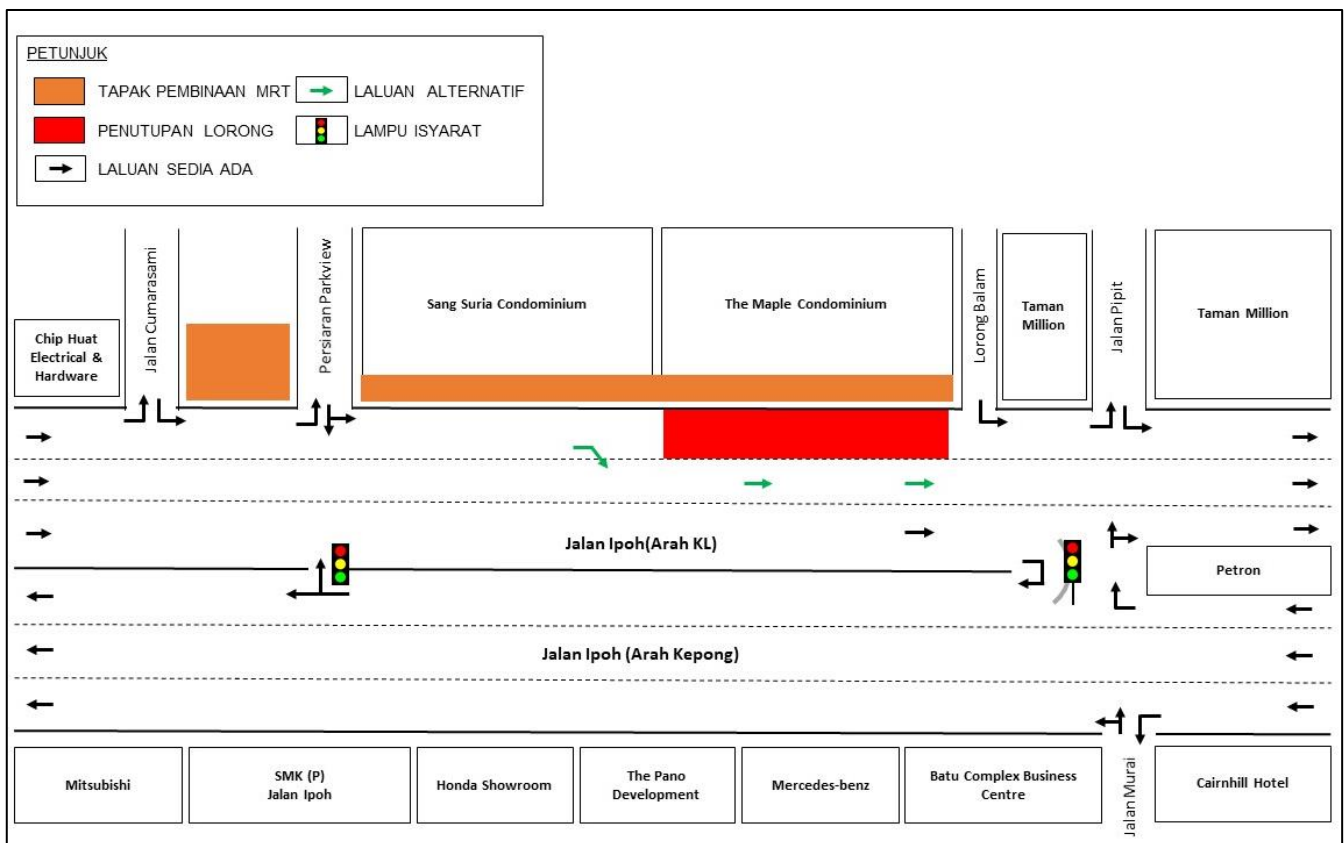 PETUNJUK
TAPAK PEMBINAAN MRT
LALUAN ALTERNATIF
PENUTUPAN LORONG
LAMPU ISYARAT
LALUAN SEDIA ADA
Chip Huat
Electrical &
Hardware
Jalan Cumarasami
Persiaran Parkview
Sang Suria Condominium
The Maple Condominium
Lorong Balam
Taman
Million
Jalan Pipit
Taman Million
Jalan Ipoh(Arah KL)
Petron
Jalan Ipoh (Arah Kepong)
Mitsubishi
SMK (P)
Jalan Ipoh
Honda Showroom
The Pano
Development
Mercedes-benz
Batu Complex Business
Centre
Jalan Murai
Cairnhill Hotel